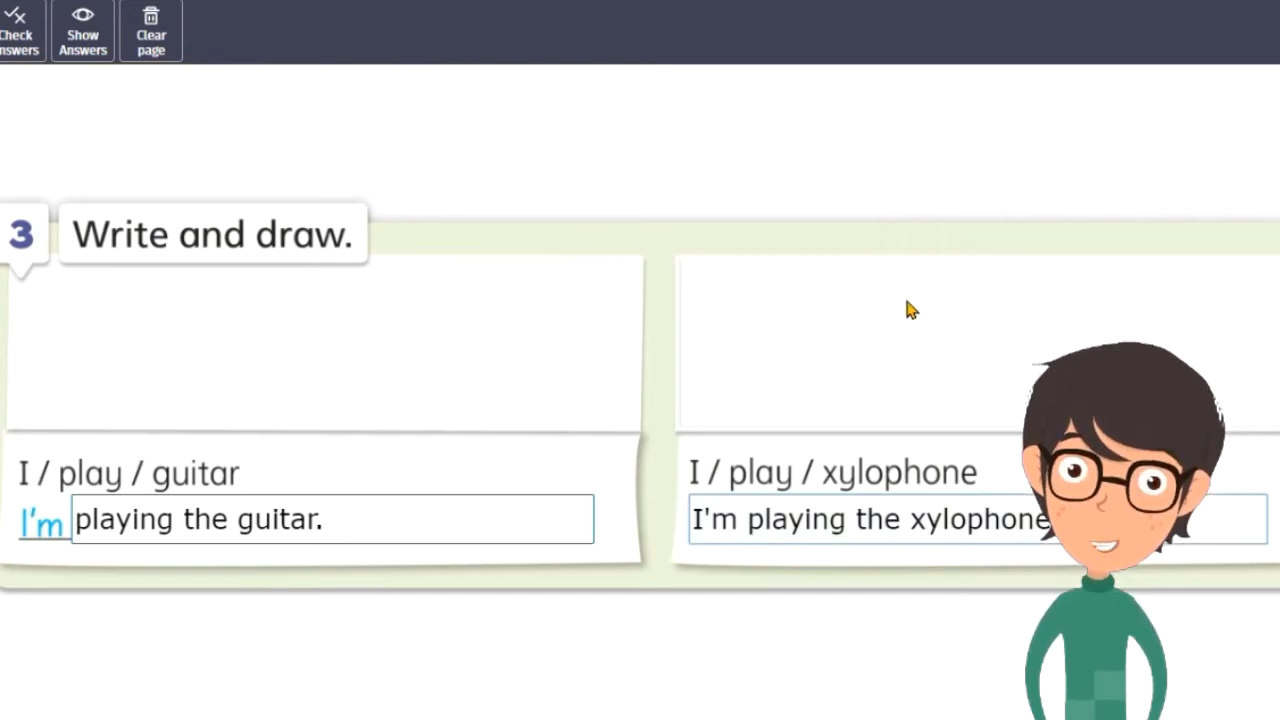 Check
Answers
Show
Answers
Clear
page
3
Write and draw.
I / play / guitar
I'm playing the guitar.
I / play / xylophone
I'm playing the xylophone